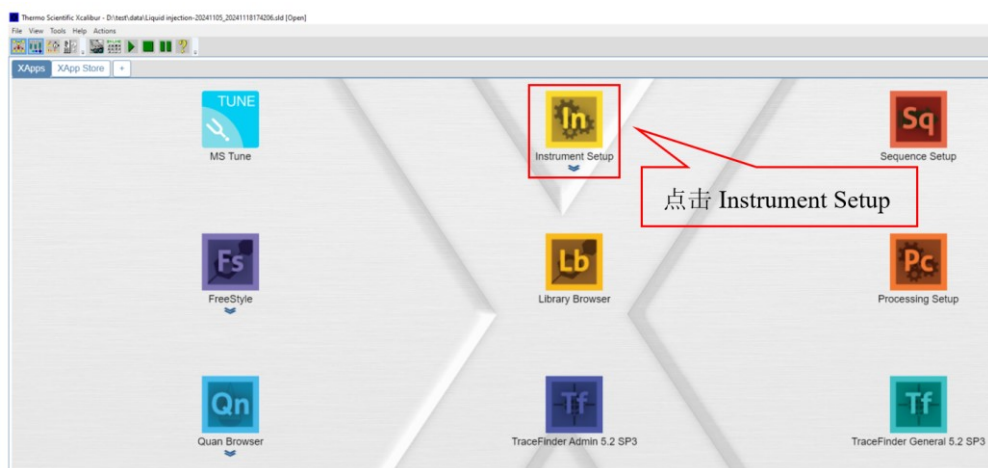 Thermo Scientific Xcalibur - D:\test\data\Liquid injection-20241105_20241118174206.sld [Open]
File View Tools Help Actions
XApps XApp Store +
TUNE In Sq
MS Tune Instrument Setup Sequence Setup
点击 Instrument Setup
Fs Lb Pc
FreeStyle Library Browser Processing Setup
Qn Tf Tf
Quan Browser TraceFinder Admin 5.2 SP3 TraceFinder General 5.2 SP3